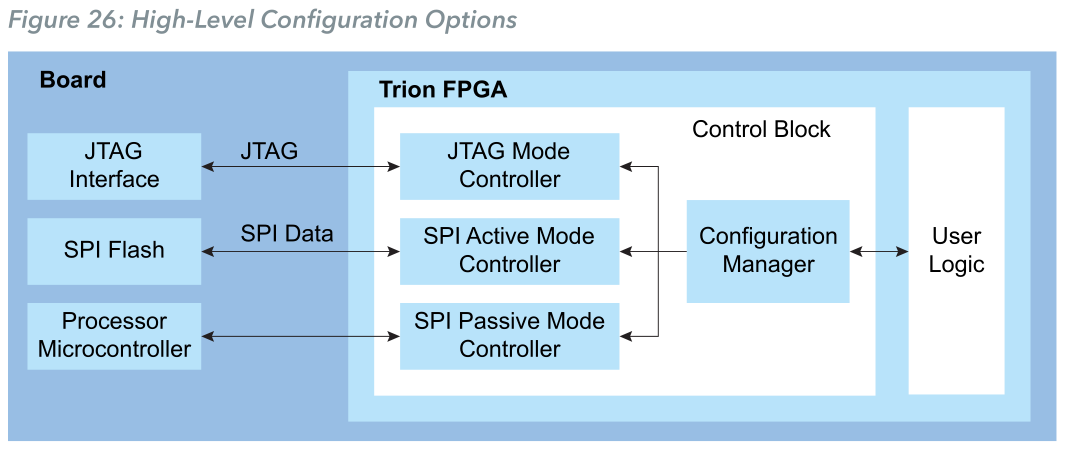 Figure 26: High-Level Configuration Options
Board
Trion FPGA
Control Block
JTAG
Interface
JTAG
JTAG Mode
Controller
SPI Flash
SPI Data
SPI Active Mode
Controller
Configuration
Manager
User
Logic
Processor
Microcontroller
SPI Passive Mode
Controller